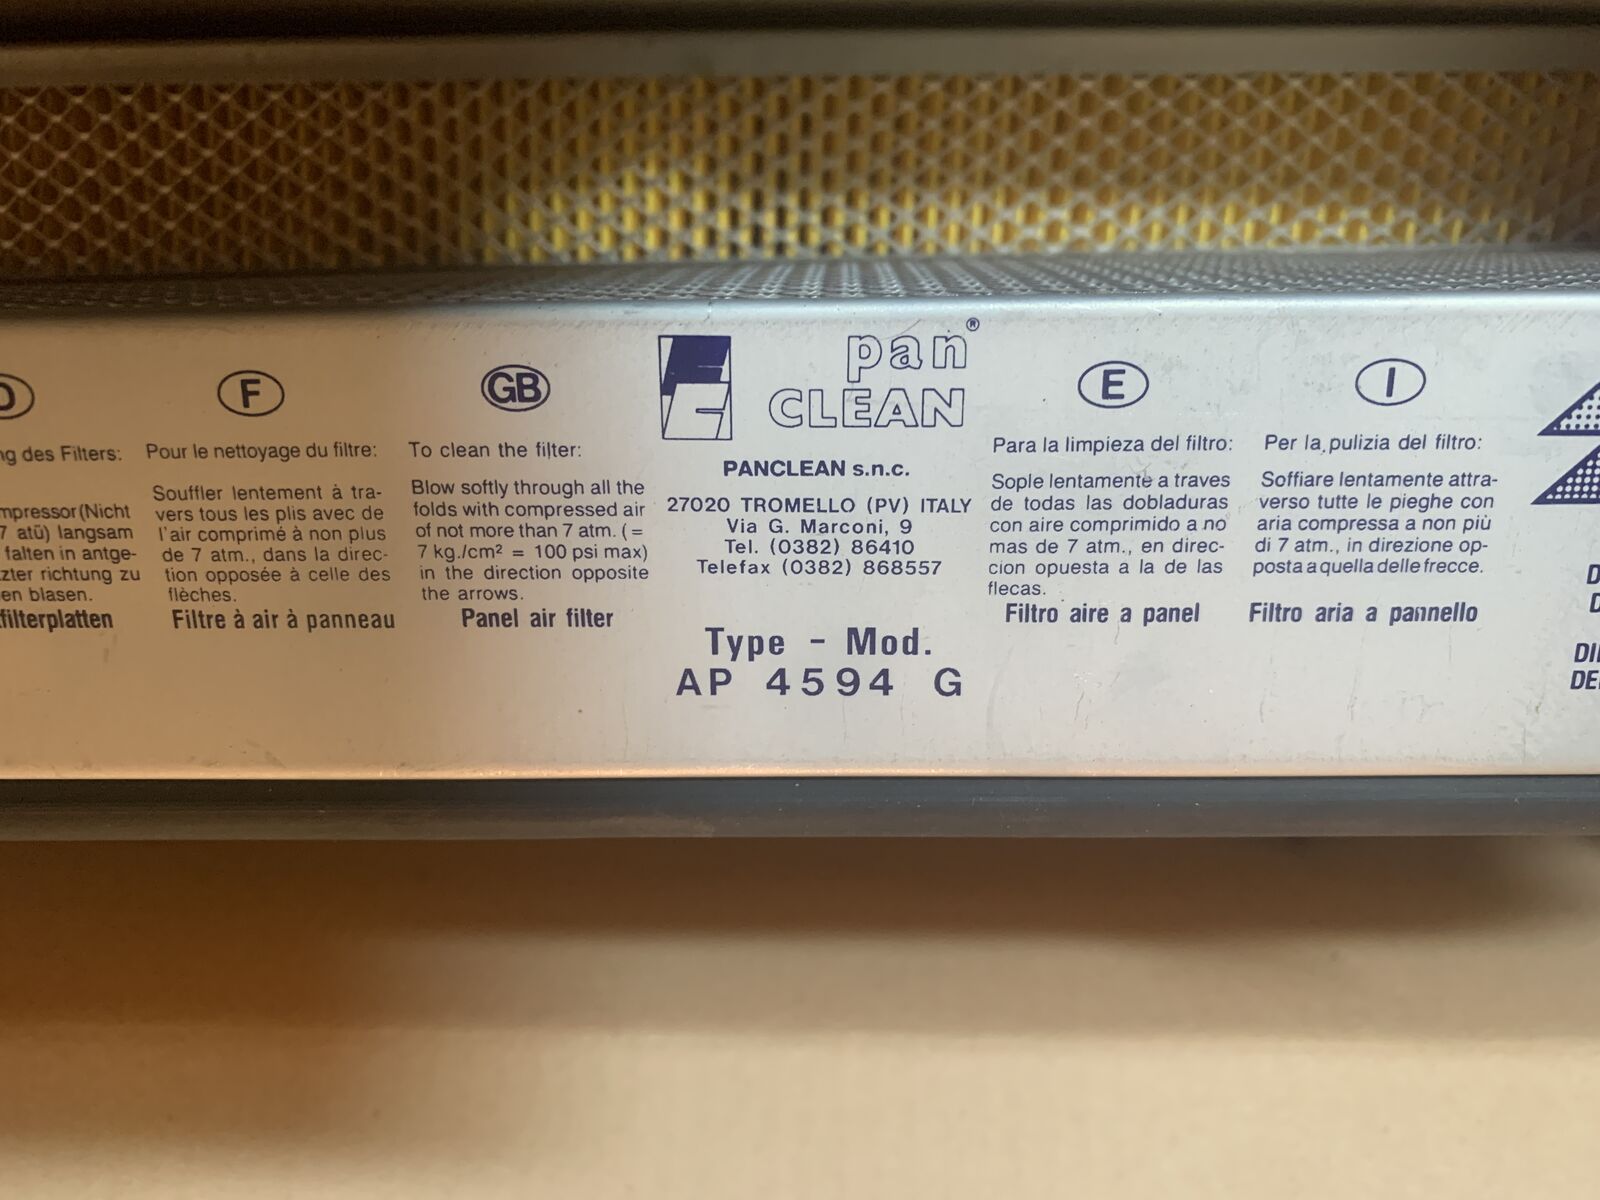 F
Pour le nettoyage du filtre:
Souffler lentement à tra-
vers tous les plis avec de
l'air comprimé à non plus
de 7 atm., dans la direc-
tion opposée à celle des
flèches.
Filtre à air à panneau
GB
To clean the filter:
Blow softly through all the
folds with compressed air
of not more than 7 atm. (=
7 kg./cm² = 100 psi max)
in the direction opposite
the arrows.
Panel air filter
des Filters:
(Nicht
7 atü) langsam
falten in antge-
richtung zu
blasen.
pan®
CLEAN
PANCLEAN s.n.c.
27020 TROMELLO (PV) ITALY
Via G. Marconi, 9
Tel. (0382) 86410
Telefax (0382) 868557
Type - Mod.
AP 4594 G
E
Para la limpieza del filtro:
Sople lentamente a traves
de todas las dobladuras
con aire comprimido a no
mas de 7 atm., en direc-
cion opuesta a la de las
flecas.
Filtro aire a panel
I
Per la pulizia del filtro:
Soffiare lentamente attra-
verso tutte le pieghe con
aria compressa a non più
di 7 atm., in direzione op-
posta a quella delle frecce.
Filtro aria a pannello